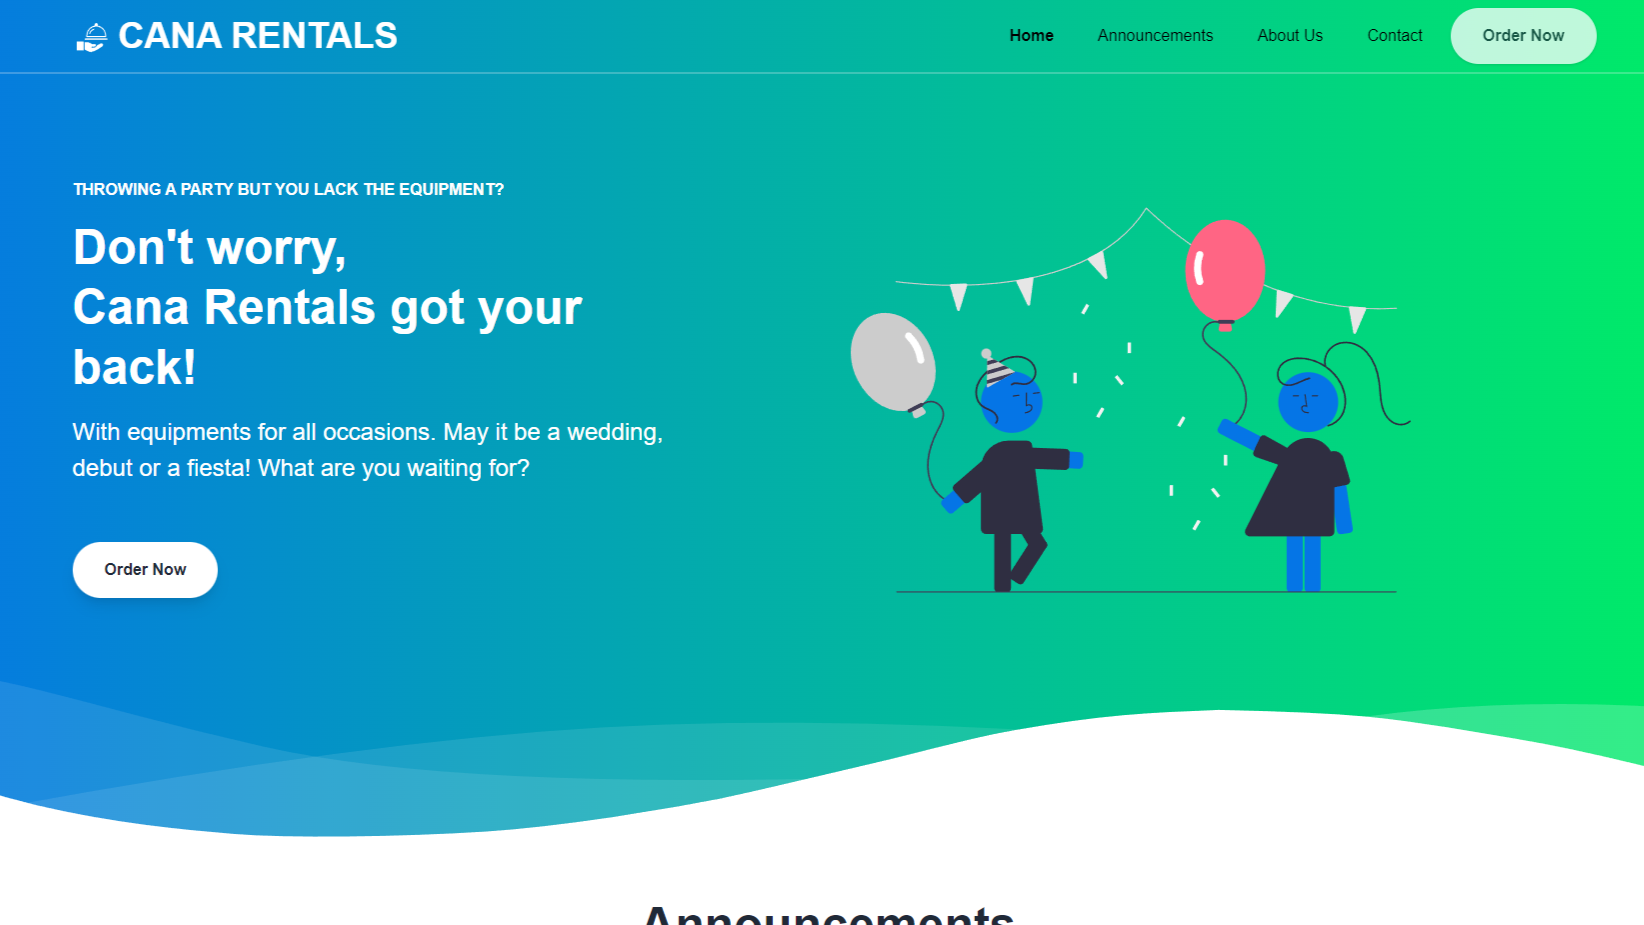 CANA RENTALS
Home
Announcements
About Us
Contact
Order Now
THROWING A PARTY BUT YOU LACK THE EQUIPMENT?
Don't worry,
Cana Rentals got your
back!
With equipments for all occasions. May it be a wedding,
debut or a fiesta! What are you waiting for?
Order Now
Announcements